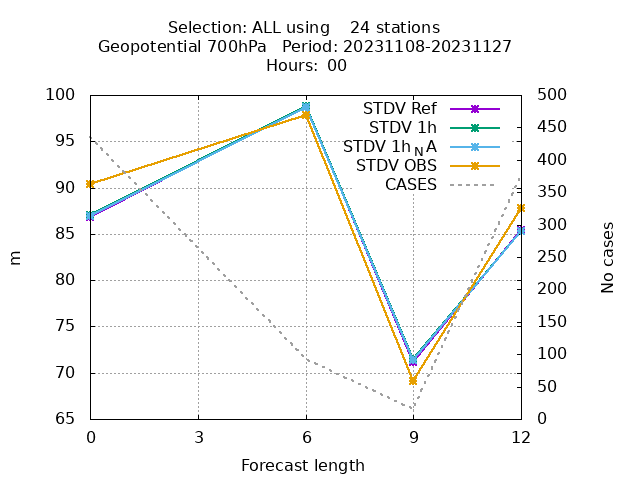 Selection: ALL using    24 stations
Geopotential 700hPa   Period: 20231108-20231127
Hours:  00
STDV Ref
STDV 1h
STDV 1h_N A
STDV OBS
CASES
100
95
90
85
80
75
70
65
500
450
400
350
300
250
200
150
100
50
0
0 3 6 9 12
m
No cases
Forecast length